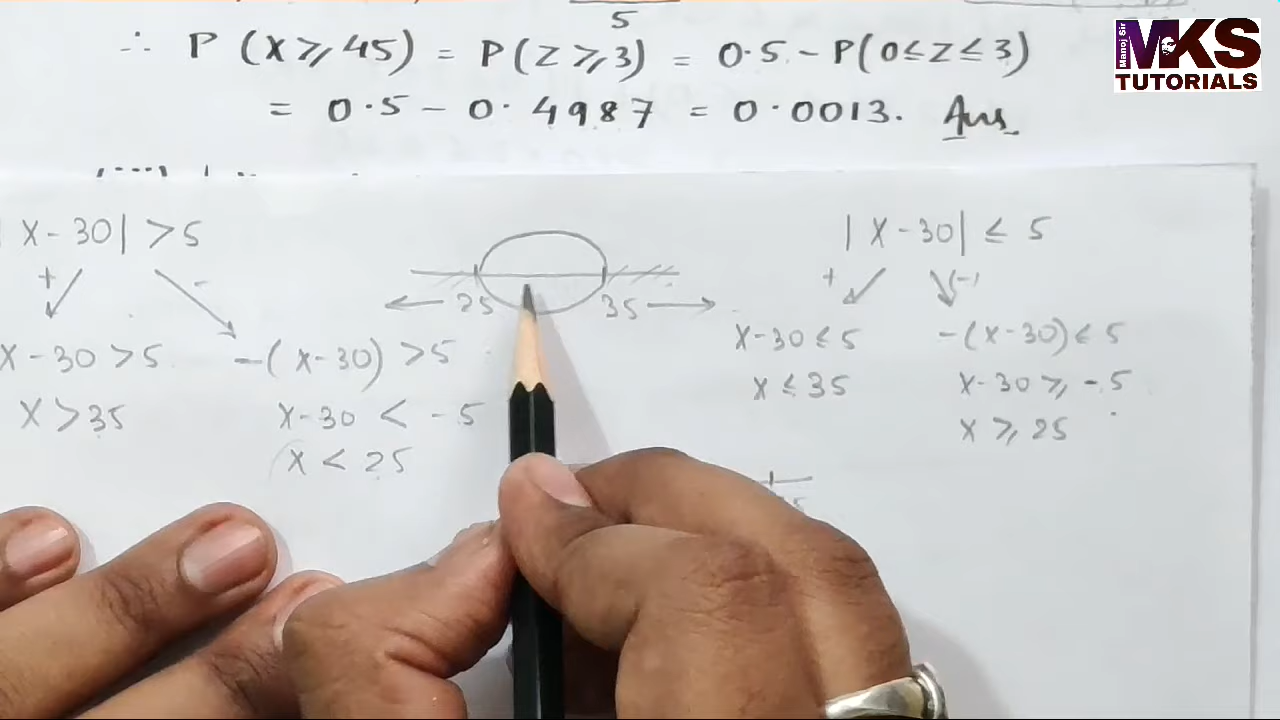 5
∴ P (X ≥ 45) = P(Z ≥ 3) = 0.5 - P(0 ≤ Z ≤ 3)
= 0.5 - 0.4987 = 0.0013. Ans
Manoj Sir
MKS
TUTORIALS
|X-30| > 5
+ -
X-30 > 5
X > 35
-(X-30) > 5
X-30 < -5
X < 25
25 35
|X-30| ≤ 5
+ (-)
X-30 ≤ 5
X ≤ 35
-(X-30) ≤ 5
X-30 ≥ -5
X ≥ 25